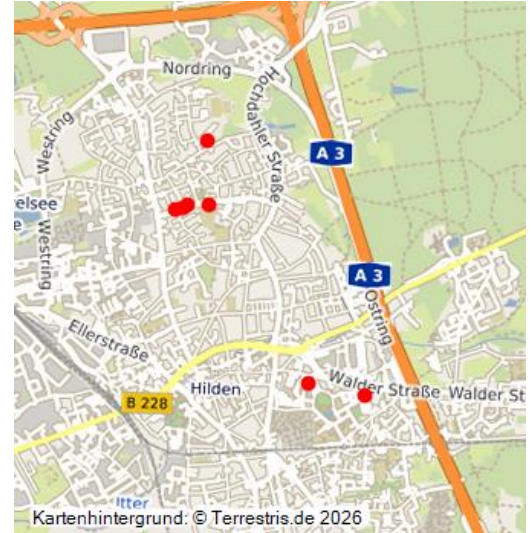 Nordring
Hochdahler Straße
Westring
A 3
elsee
e
Westring
A 3
Ostring
Ellerstraße
Hilden
Walder Straße
Walder St
B 228
Itter
Kartenhintergrund: © Terrestris.de 2026